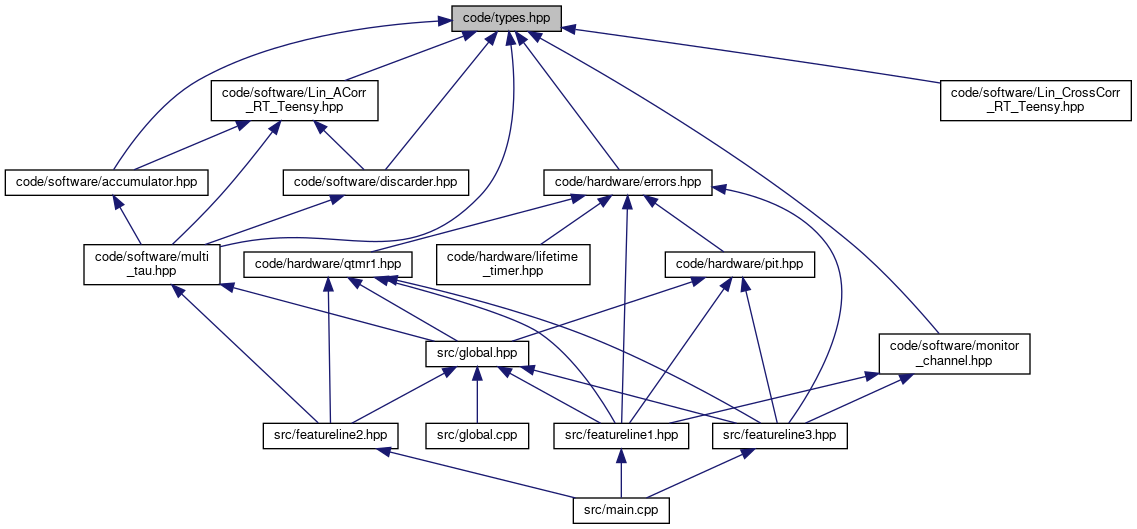 code/types.hpp
code/software/Lin_ACorr
_RT_Teensy.hpp
code/software/Lin_CrossCorr
_RT_Teensy.hpp
code/software/accumulator.hpp
code/software/discarder.hpp
code/hardware/errors.hpp
code/software/multi
_tau.hpp
code/hardware/qtmr1.hpp
code/hardware/lifetime
_timer.hpp
code/hardware/pit.hpp
src/global.hpp
code/software/monitor
_channel.hpp
src/featureline2.hpp
src/global.cpp
src/featureline1.hpp
src/featureline3.hpp
src/main.cpp